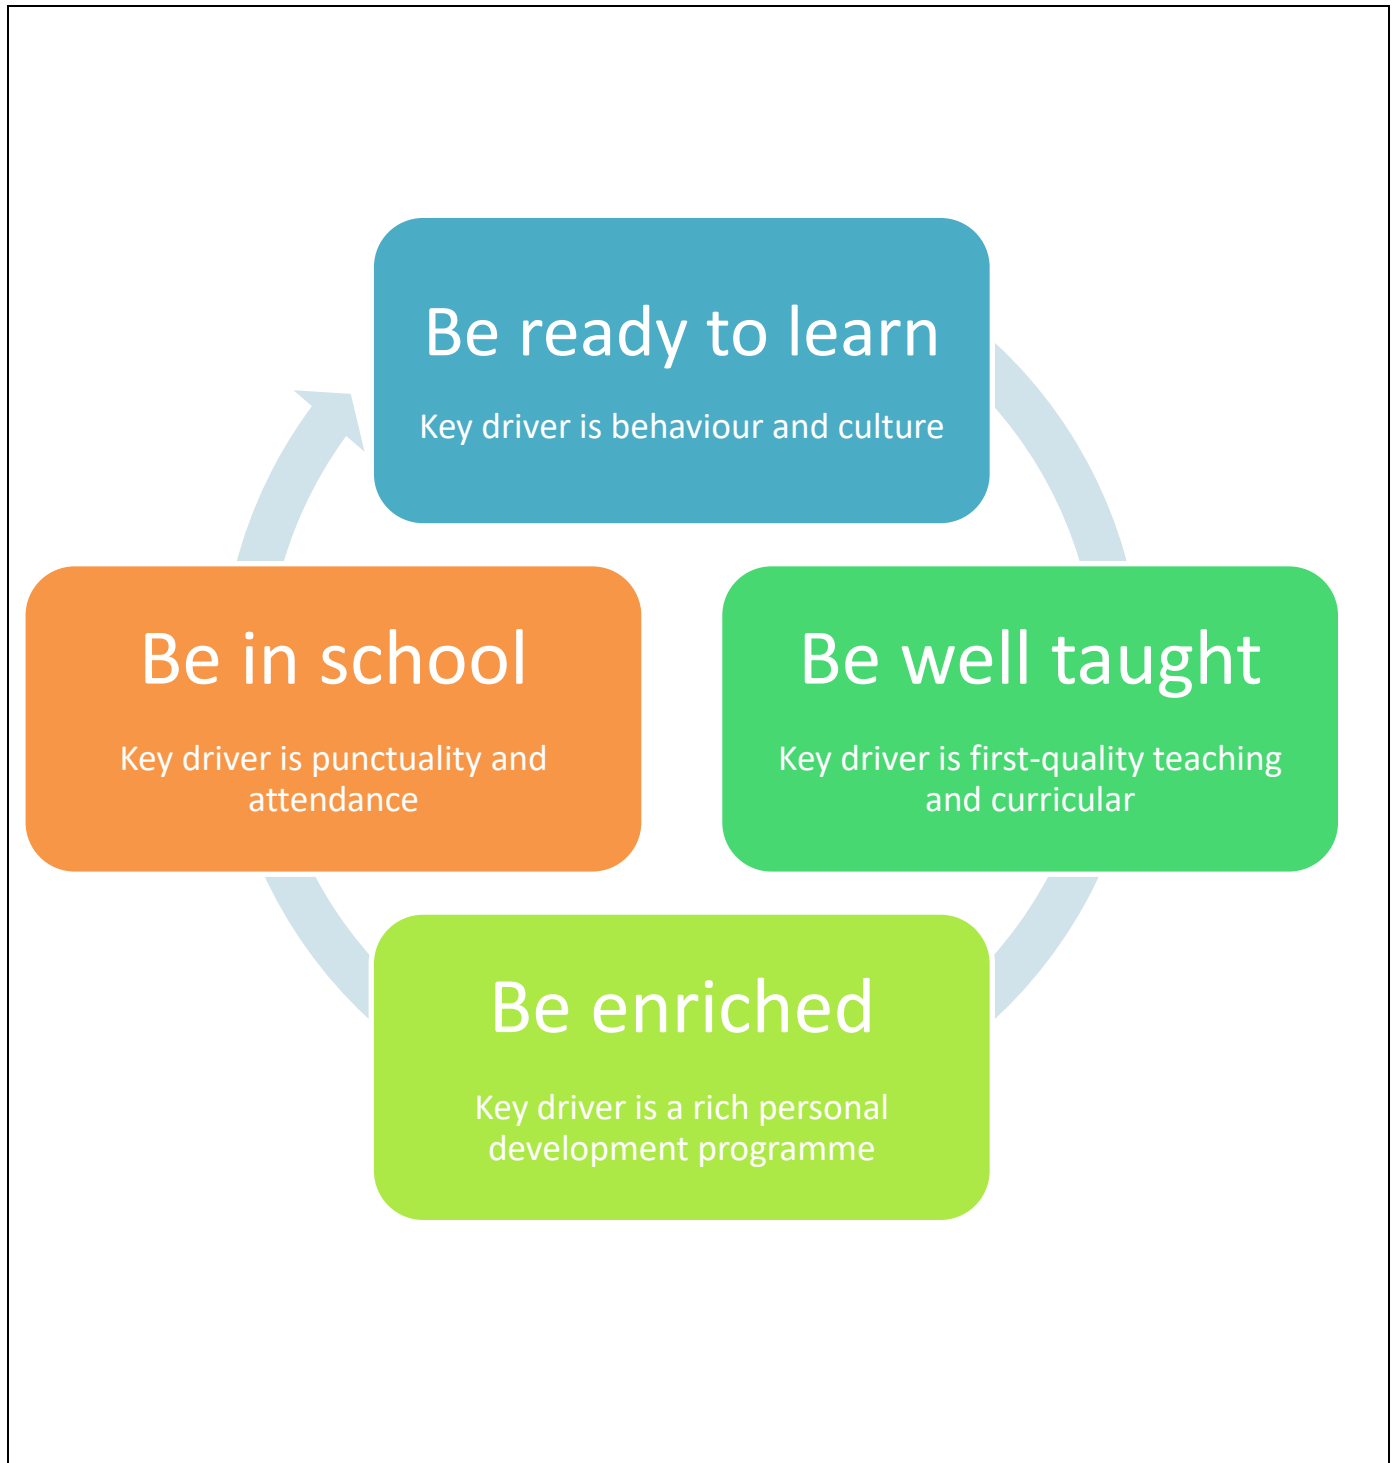 Be ready to learn
Key driver is behaviour and culture
Be in school
Key driver is punctuality and
attendance
Be well taught
Key driver is first-quality teaching
and curricular
Be enriched
Key driver is a rich personal
development programme